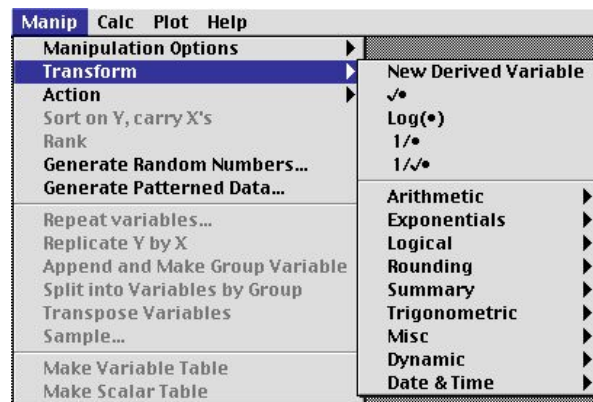 Manip Calc Plot Help
Manipulation Options
Transform
Action
Sort on Y, carry X's
Rank
Generate Random Numbers...
Generate Patterned Data...
Repeat variables...
Replicate Y by X
Append and Make Group Variable
Split into Variables by Group
Transpose Variables
Sample...
Make Variable Table
Make Scalar Table
New Derived Variable
√•
Log(•)
1/•
1/√•
Arithmetic
Exponentials
Logical
Rounding
Summary
Trigonometric
Misc
Dynamic
Date & Time